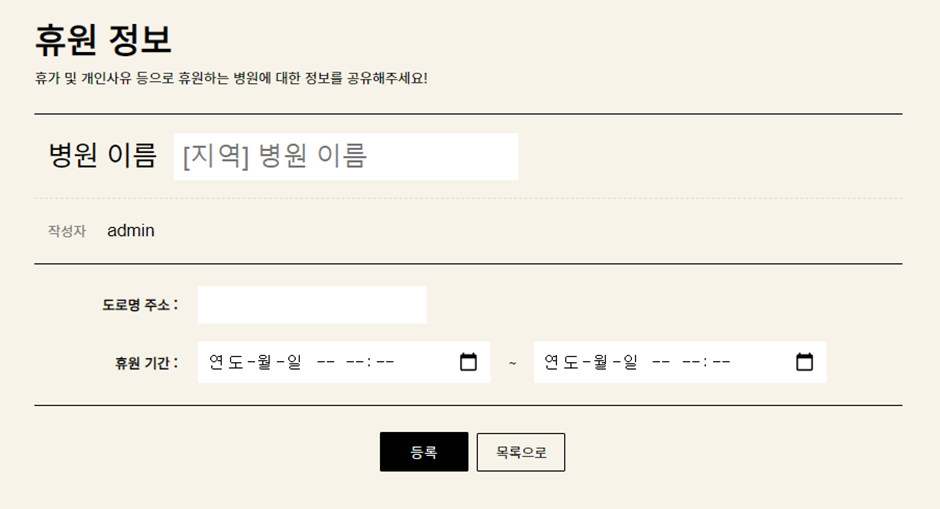 휴원 정보
휴가 및 개인사유 등으로 휴원하는 병원에 대한 정보를 공유해주세요!
병원 이름 [지역] 병원 이름
작성자 admin
도로명 주소 :
휴원 기간 : 연도-월-일 -- --:-- ~ 연도-월-일 -- --:--
등록 목록으로